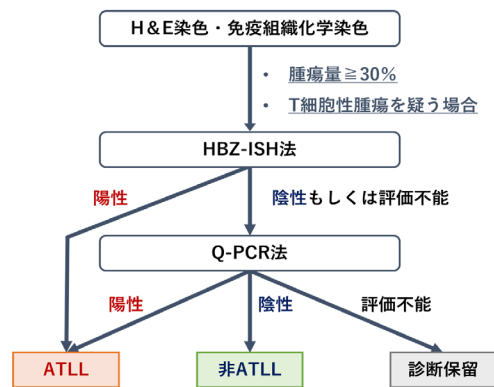 H&E染色・免疫組織化学染色
• 腫瘍量≧30%
• T細胞性腫瘍を疑う場合
HBZ-ISH法
陽性
陰性もしくは評価不能
Q-PCR法
陽性
陰性
評価不能
ATLL
非ATLL
診断保留